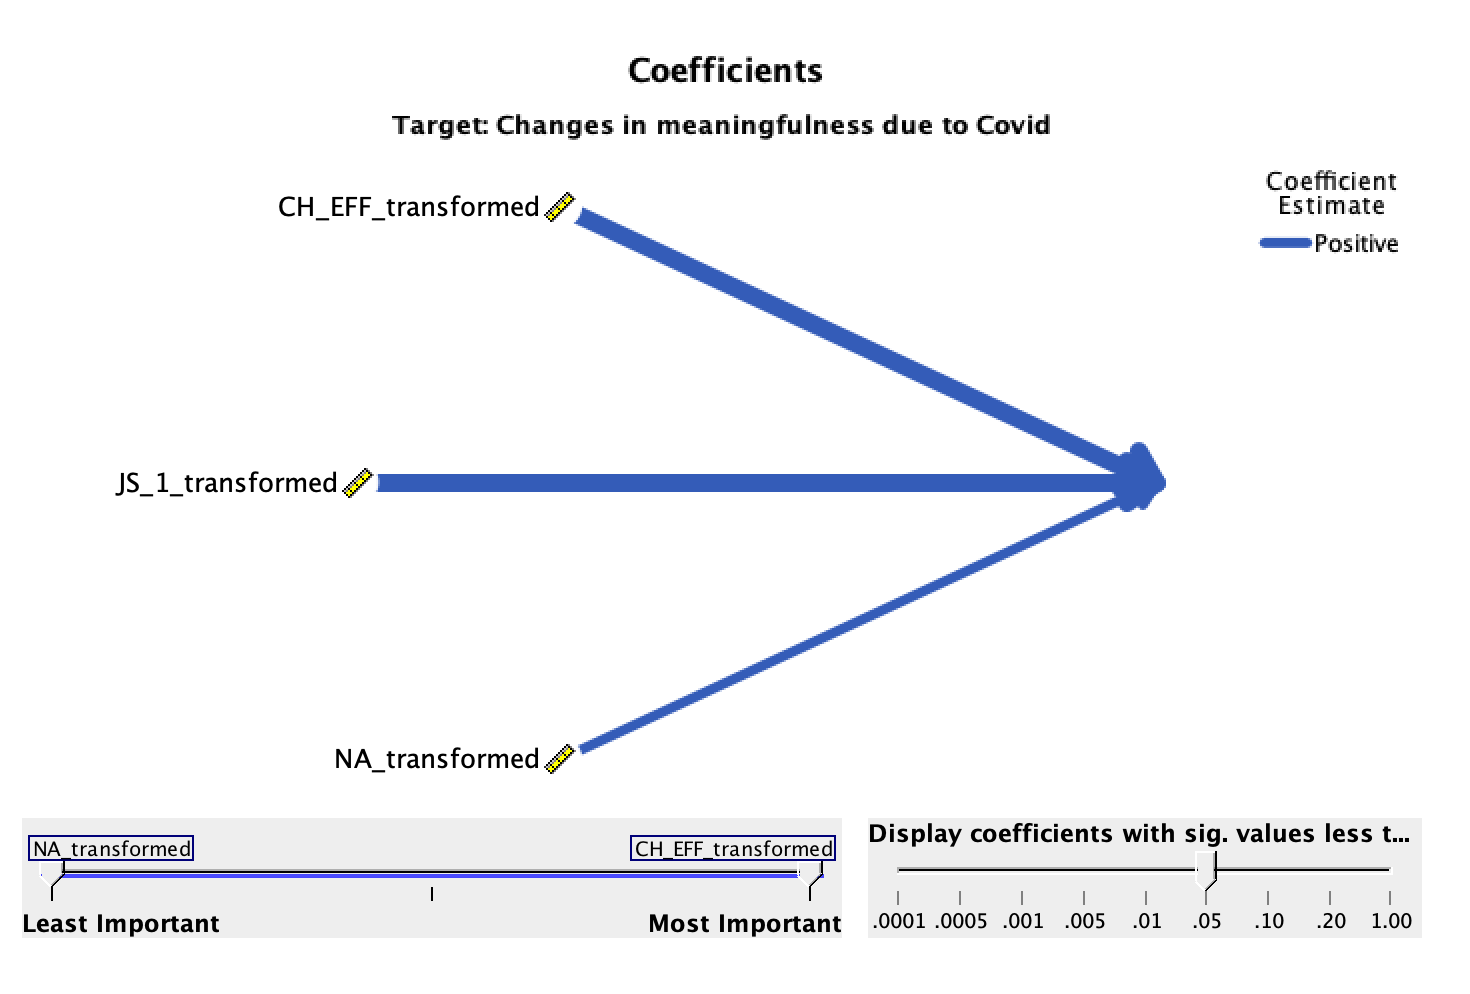 Coefficients
Target: Changes in meaningfulness due to Covid
CH_EFF_transformed
Coefficient
Estimate
Positive
JS_1_transformed
NA_transformed
NA_transformed
CH_EFF_transformed
Least Important
Most Important
Display coefficients with sig. values less t...
.0001 .0005 .001 .005 .01 .05 .10 .20 1.00